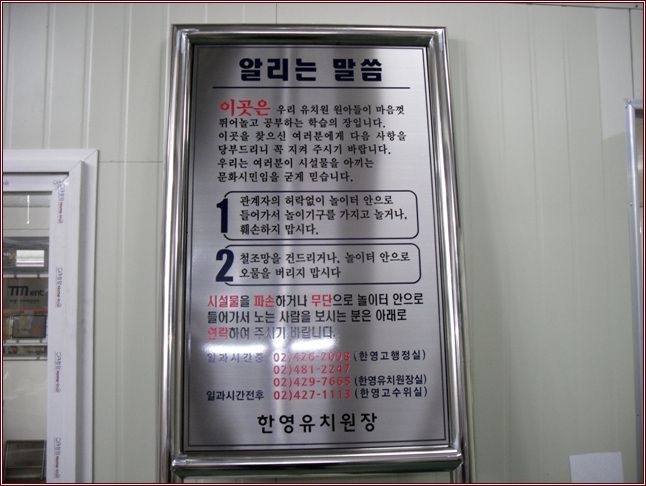 알리는 말씀
이곳은 우리 유치원 원아들이 마음껏
뛰어놀고 공부하는 학습의 장입니다.
이곳을 찾으신 여러분에게 다음 사항을
당부드리니 꼭 지켜 주시기 바랍니다.
우리는 여러분이 시설물을 아끼는
문화시민임을 굳게 믿습니다.
1 관계자의 허락없이 놀이터 안으로
들어가서 놀이기구를 가지고 놀거나,
훼손하지 맙시다.
2 철조망을 건드리거나, 놀이터 안으로
오물을 버리지 맙시다
시설물을 파손하거나 무단으로 놀이터 안으로
들어가서 노는 사람을 보시는 분은 아래로
연락하여 주시기 바랍니다.
일과시간중 02)426-2098 (한영고행정실)
02)481-2247
02)429-7665 (한영유치원장실)
일과시간전후 02)427-1113 (한영고수위실)
한영유치원장